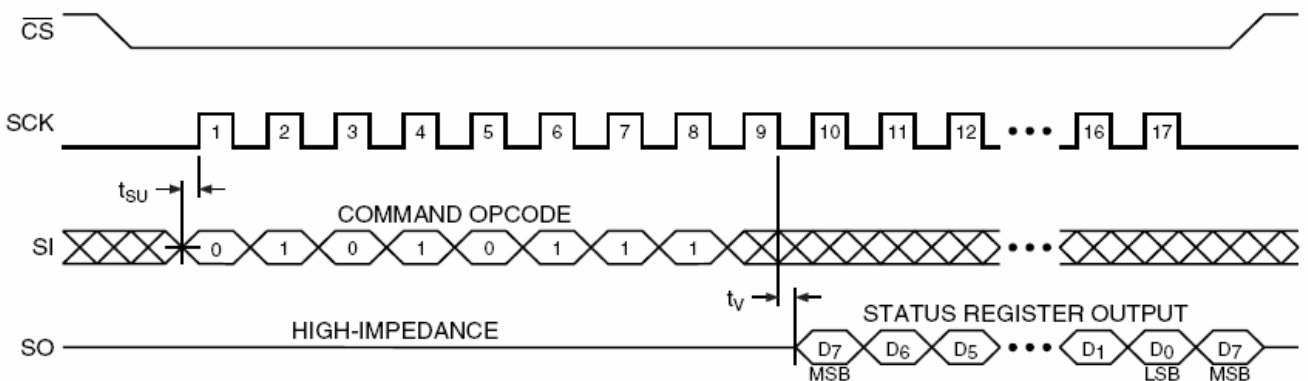 CS
SCK 1 2 3 4 5 6 7 8 9 10 11 12 ••• 16 17
tSU
COMMAND OPCODE
SI 0 1 0 1 0 1 1 1 •••
tV
STATUS REGISTER OUTPUT
HIGH-IMPEDANCE
SO D7 D6 D5 ••• D1 D0 D7
MSB LSB MSB